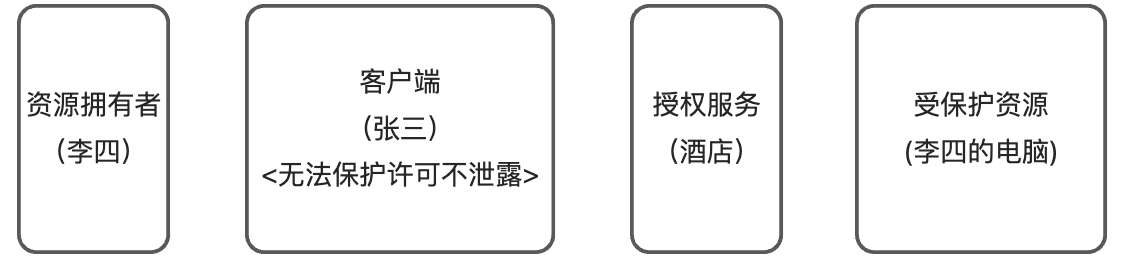 资源拥有者
（李四）
客户端
（张三）
<无法保护许可不泄露>
授权服务
（酒店）
受保护资源
(李四的电脑)